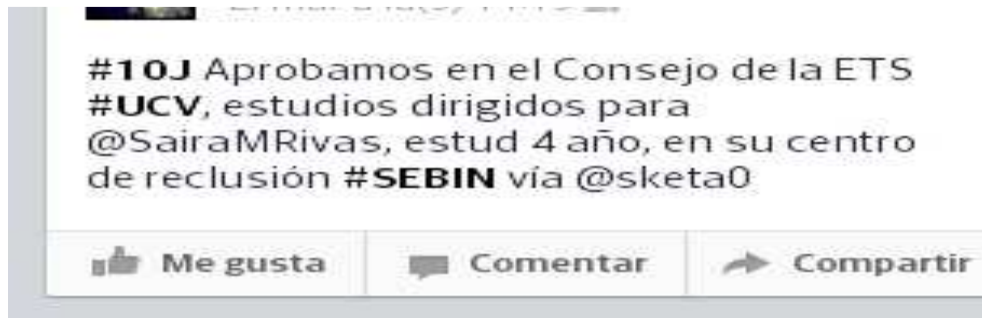 #10J Aprobamos en el Consejo de la ETS
#UCV, estudios dirigidos para
@SairaMRivas, estud 4 año, en su centro
de reclusión #SEBIN vía @sketa0
Me gusta Comentar Compartir